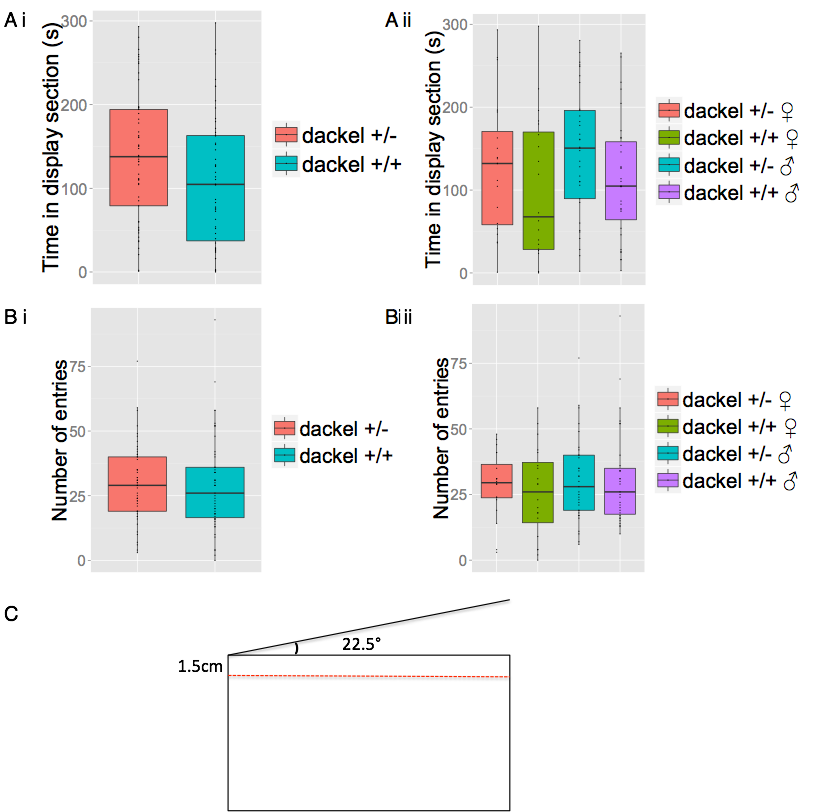 A i
Time in display section (s)
300
200
100
0
dackel +/-
dackel +/+
A ii
Time in display section (s)
300
200
100
0
dackel +/- ♀
dackel +/+ ♀
dackel +/- ♂
dackel +/+ ♂
B i
Number of entries
75
50
25
0
dackel +/-
dackel +/+
B ii
Number of entries
75
50
25
0
dackel +/- ♀
dackel +/+ ♀
dackel +/- ♂
dackel +/+ ♂
C
22.5°
1.5cm